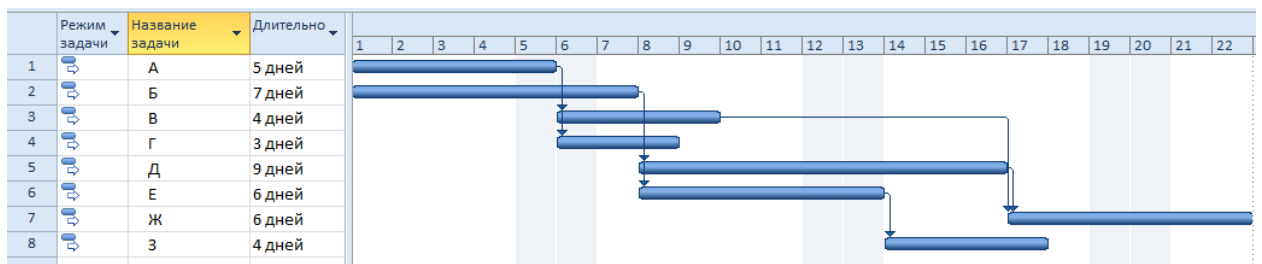 Режим задачи Название задачи Длительно
1 2 3 4 5 6 7 8 9 10 11 12 13 14 15 16 17 18 19 20 21 22
1 А 5 дней
2 Б 7 дней
3 В 4 дней
4 Г 3 дней
5 Д 9 дней
6 Е 6 дней
7 Ж 6 дней
8 З 4 дней